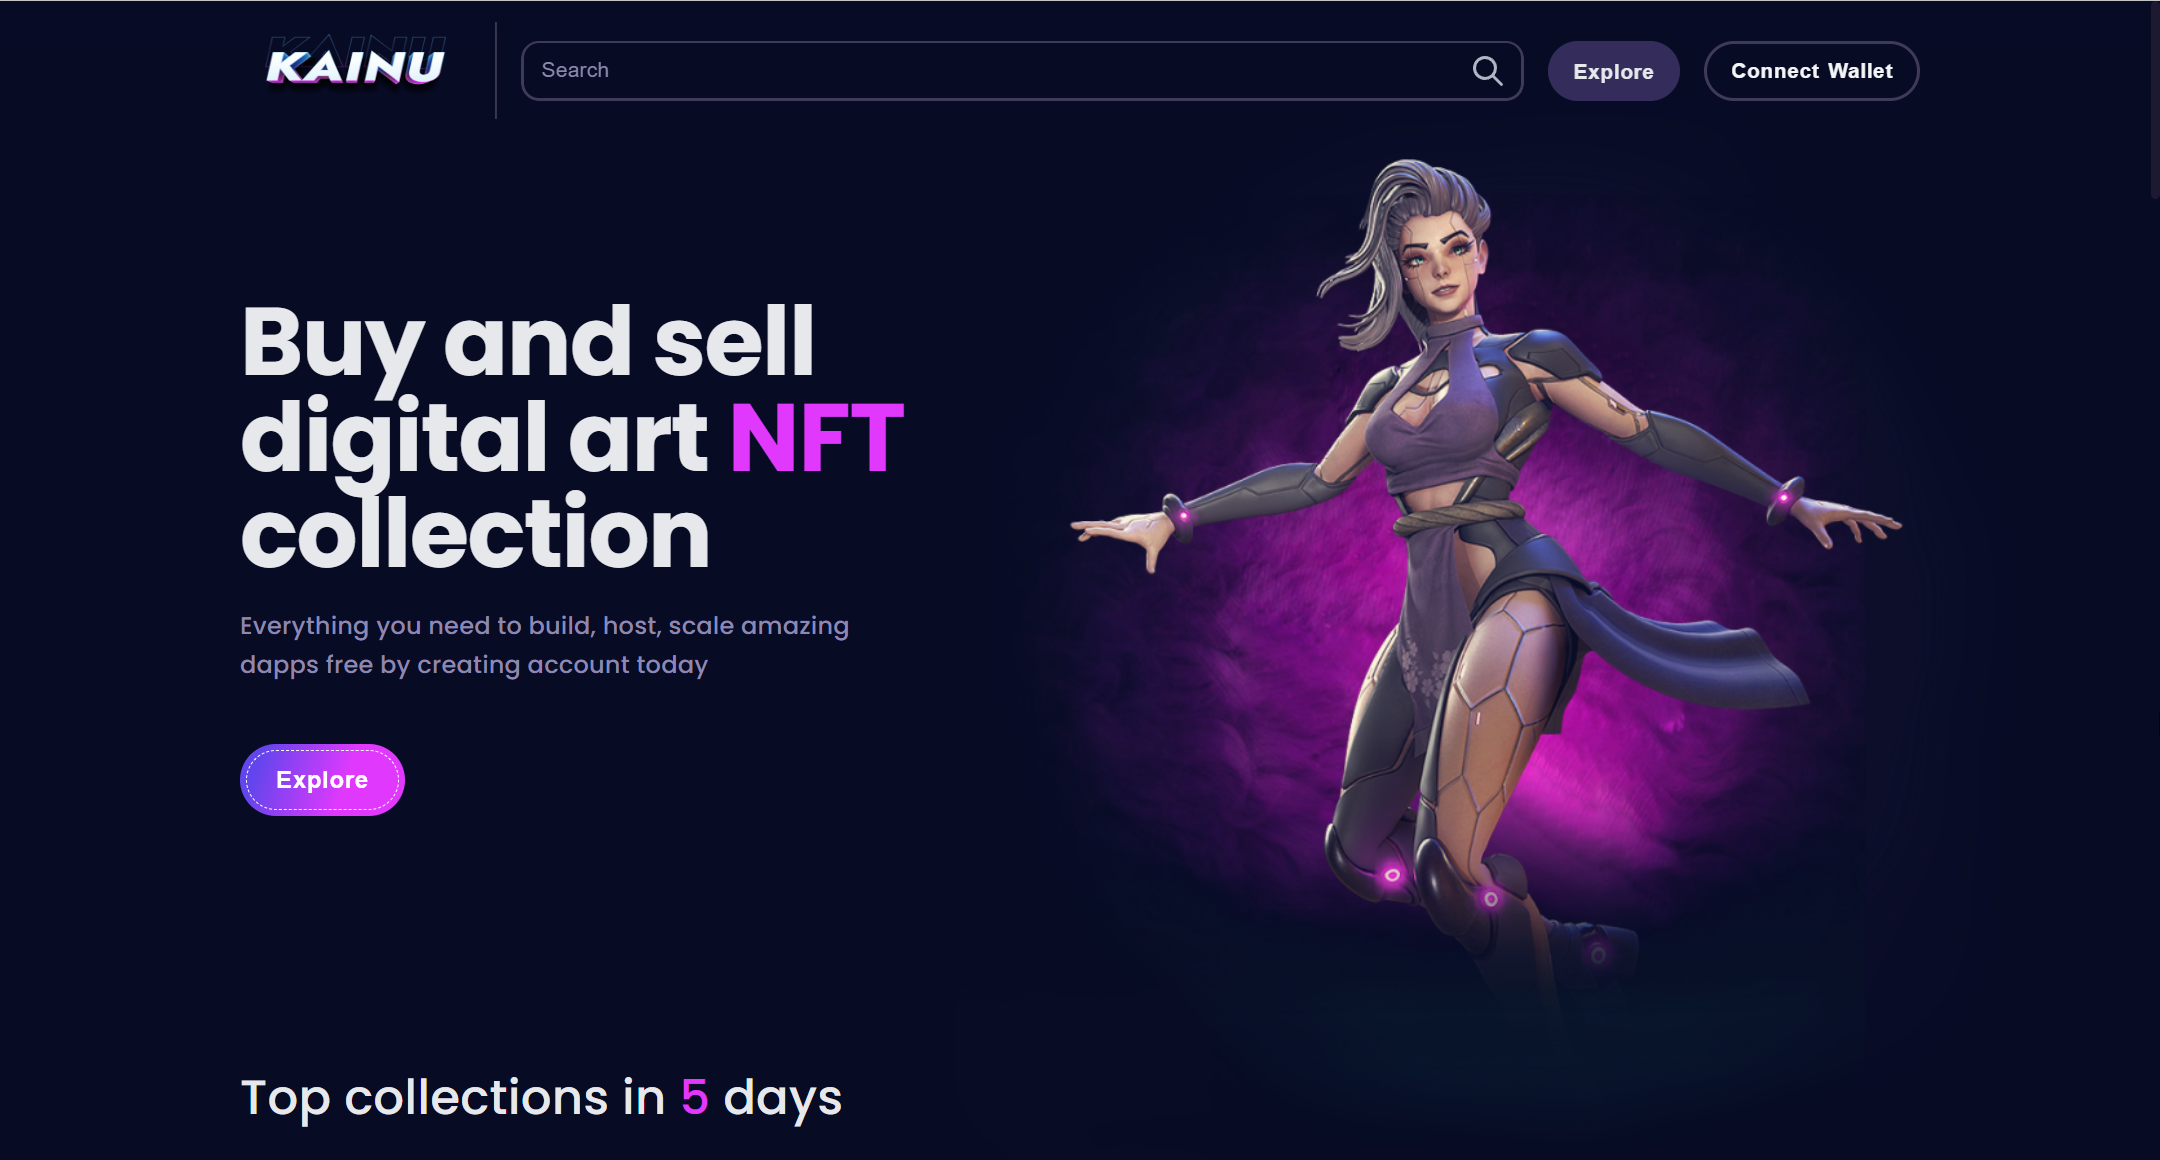 KAINU
Search
Explore
Connect Wallet
Buy and sell
digital art NFT
collection
Everything you need to build, host, scale amazing
dapps free by creating account today
Explore
Top collections in 5 days